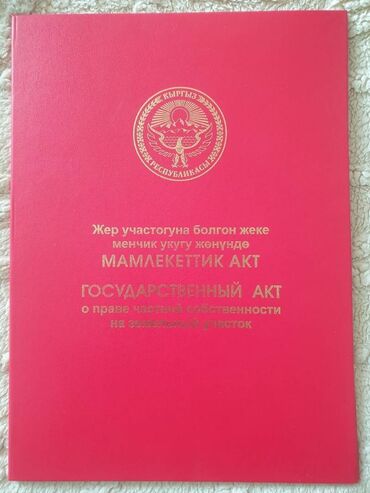 КЫРГЫЗ
РЕСПУБЛИКАСЫ
Жер участогуна болгон жеке
менчик укугу жөнүндө
МАМЛЕКЕТТИК АКТ
ГОСУДАРСТВЕННЫЙ АКТ
о праве частной собственности
на земельный участок